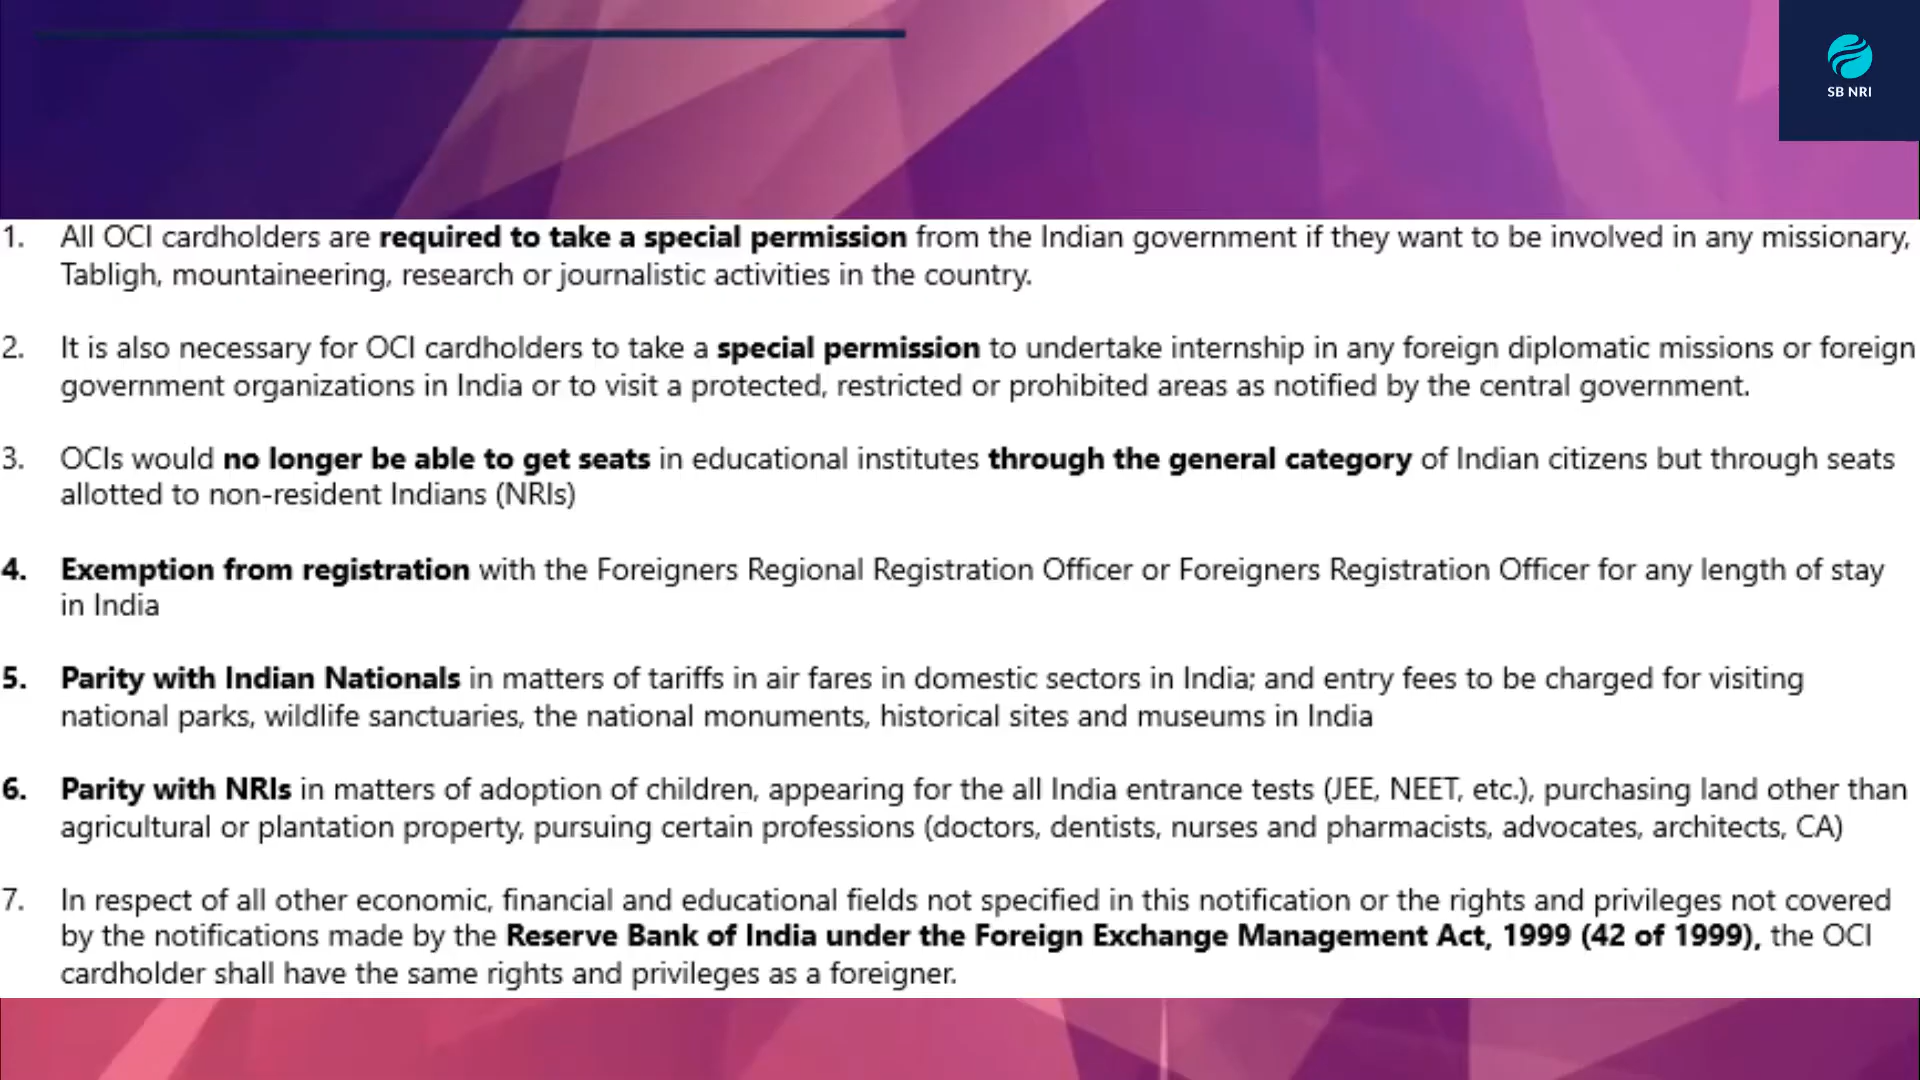 SB NRI
1. All OCI cardholders are required to take a special permission from the Indian government if they want to be involved in any missionary,
Tabligh, mountaineering, research or journalistic activities in the country.
2. It is also necessary for OCI cardholders to take a special permission to undertake internship in any foreign diplomatic missions or foreign
government organizations in India or to visit a protected, restricted or prohibited areas as notified by the central government.
3. OCIs would no longer be able to get seats in educational institutes through the general category of Indian citizens but through seats
allotted to non-resident Indians (NRIs)
4. Exemption from registration with the Foreigners Regional Registration Officer or Foreigners Registration Officer for any length of stay
in India
5. Parity with Indian Nationals in matters of tariffs in air fares in domestic sectors in India; and entry fees to be charged for visiting
national parks, wildlife sanctuaries, the national monuments, historical sites and museums in India
6. Parity with NRIs in matters of adoption of children, appearing for the all India entrance tests (JEE, NEET, etc.), purchasing land other than
agricultural or plantation property, pursuing certain professions (doctors, dentists, nurses and pharmacists, advocates, architects, CA)
7. In respect of all other economic, financial and educational fields not specified in this notification or the rights and privileges not covered
by the notifications made by the Reserve Bank of India under the Foreign Exchange Management Act, 1999 (42 of 1999), the OCI
cardholder shall have the same rights and privileges as a foreigner.